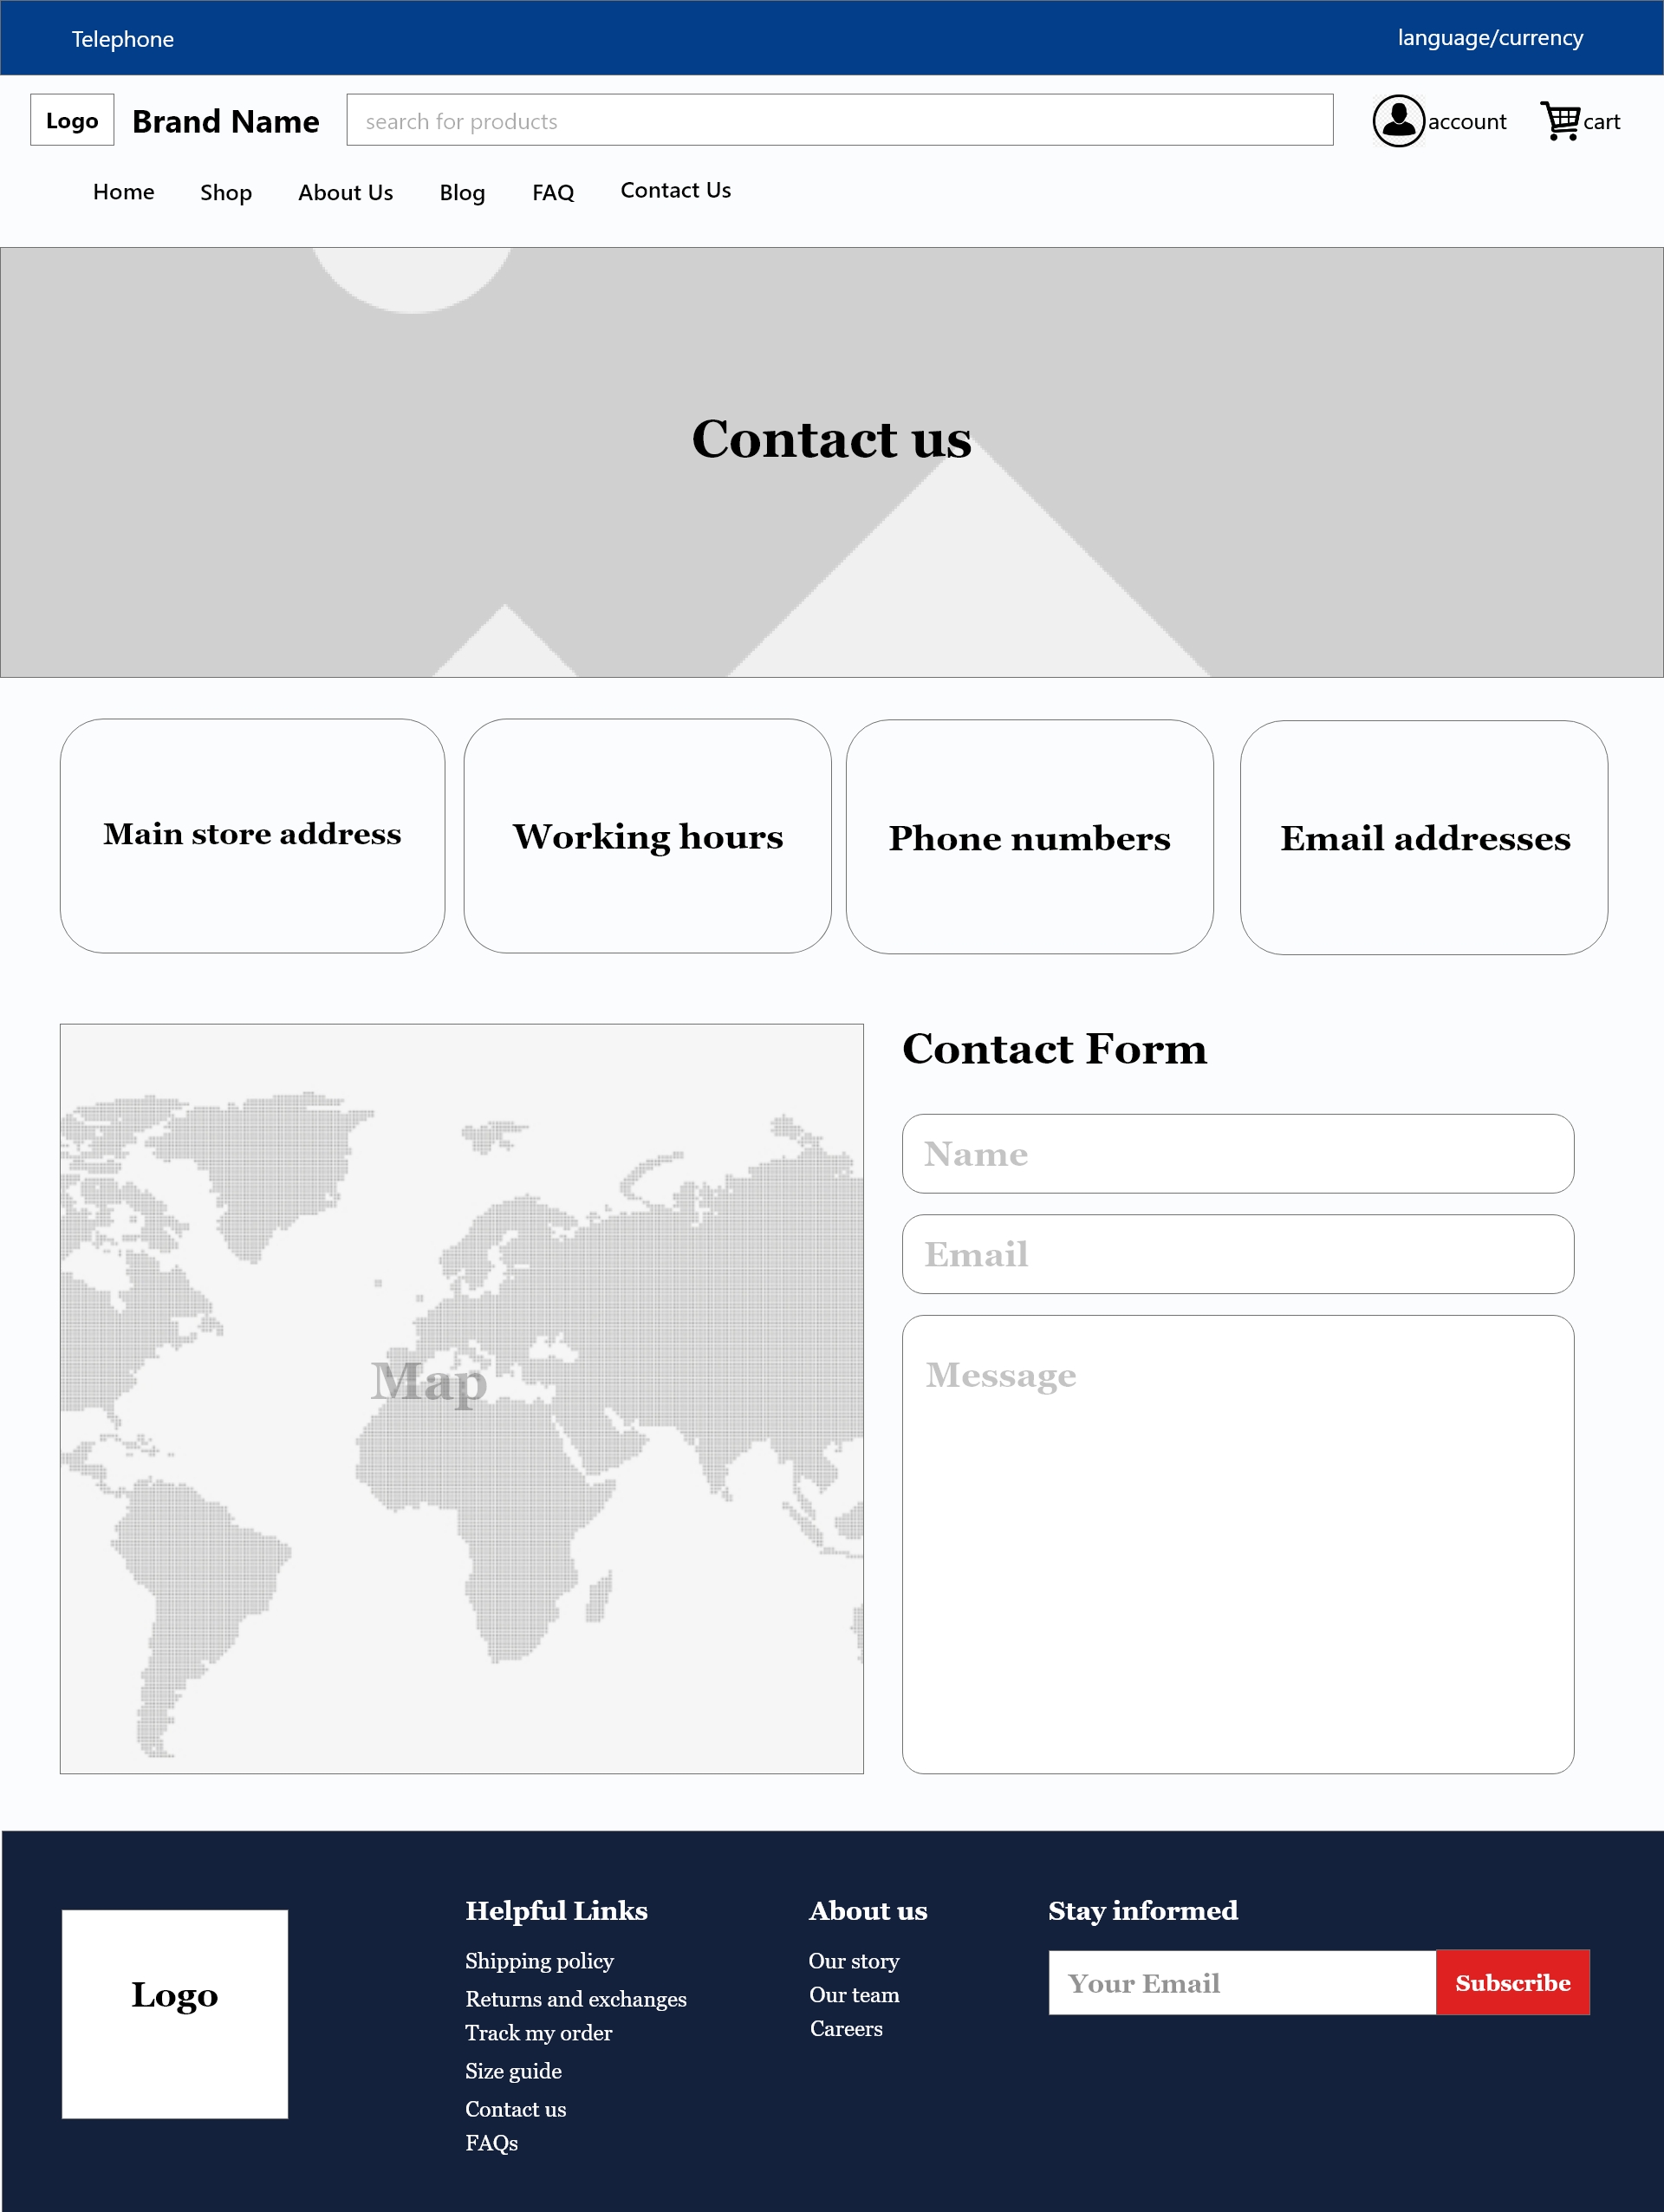 Telephone
language/currency
Logo
Brand Name
search for products
account
cart
Home
Shop
About Us
Blog
FAQ
Contact Us
Contact us
Main store address
Working hours
Phone numbers
Email addresses
Map
Contact Form
Name
Email
Message
Logo
Helpful Links
Shipping policy
Returns and exchanges
Track my order
Size guide
Contact us
FAQs
About us
Our story
Our team
Careers
Stay informed
Your Email
Subscribe